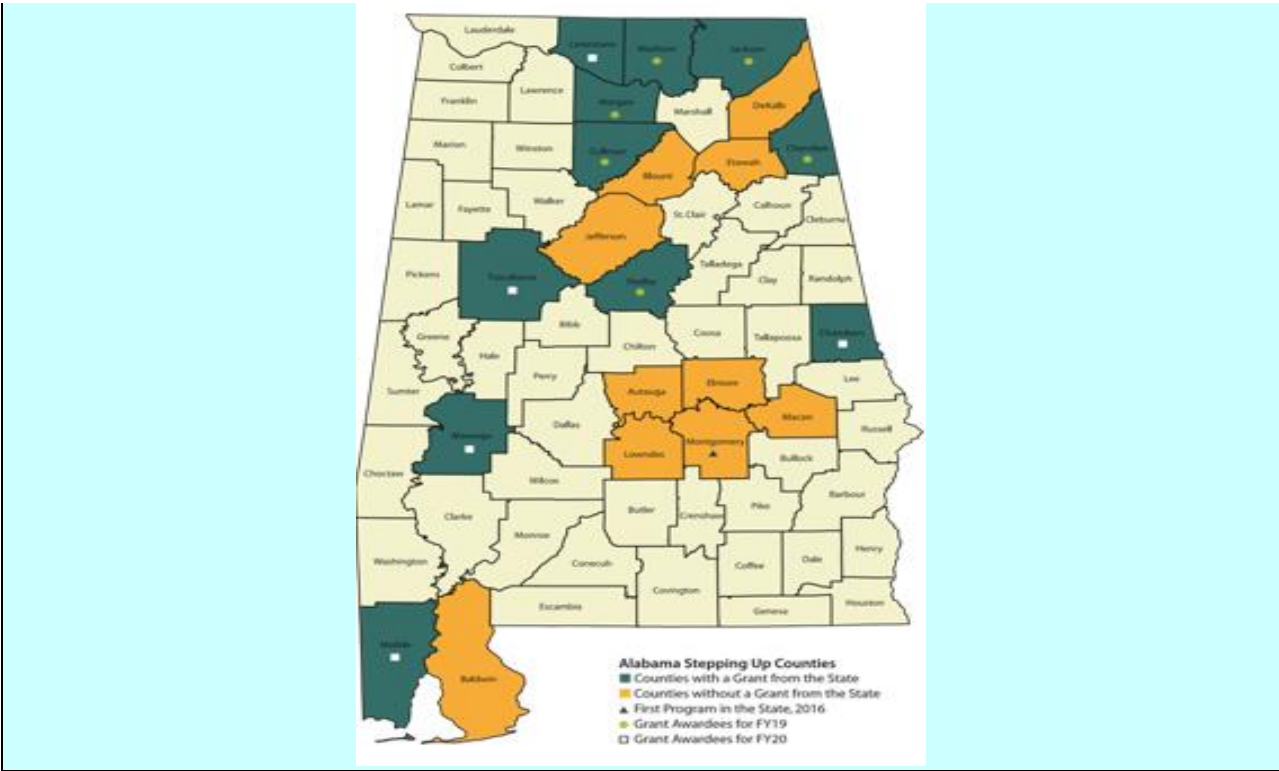 Lauderdale
Limestone
Madison
Jackson
Colbert
Lawrence
Franklin
Morgan
Marshall
DeKalb
Marion
Winston
Cullman
Cherokee
Blount
Etowah
Lamar
Fayette
Walker
St. Clair
Calhoun
Cleburne
Jefferson
Pickens
Tuscaloosa
Shelby
Talladega
Clay
Randolph
Greene
Bibb
Hale
Chilton
Coosa
Tallapoosa
Chambers
Sumter
Perry
Autauga
Elmore
Lee
Marengo
Dallas
Lowndes
Montgomery
Macon
Russell
Bullock
Choctaw
Wilcox
Clarke
Butler
Crenshaw
Pike
Barbour
Washington
Monroe
Conecuh
Coffee
Dale
Henry
Escambia
Covington
Geneva
Houston
Mobile
Baldwin
Alabama Stepping Up Counties
Counties with a Grant from the State
Counties without a Grant from the State
First Program in the State, 2016
Grant Awardees for FY19
Grant Awardees for FY20